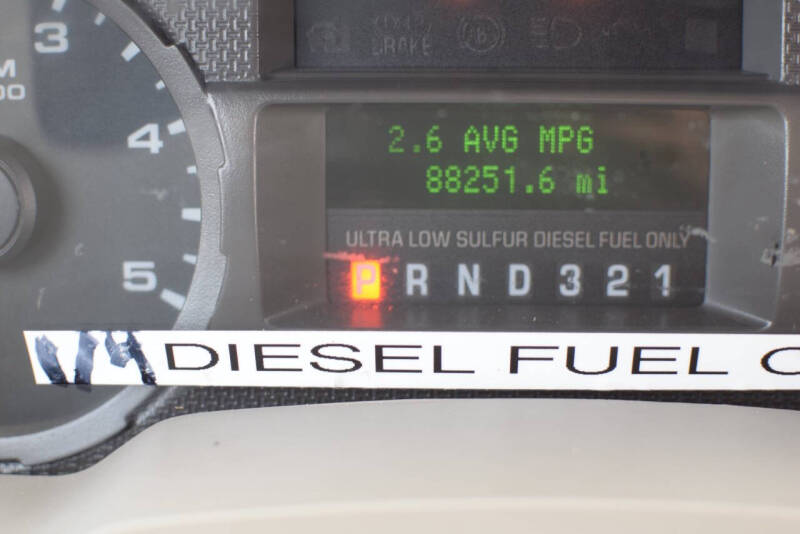 BRAKE
3
4
5
2.6 AVG MPG
88251.6 mi
ULTRA LOW SULFUR DIESEL FUEL ONLY
P R N D 3 2 1
DIESEL FUEL